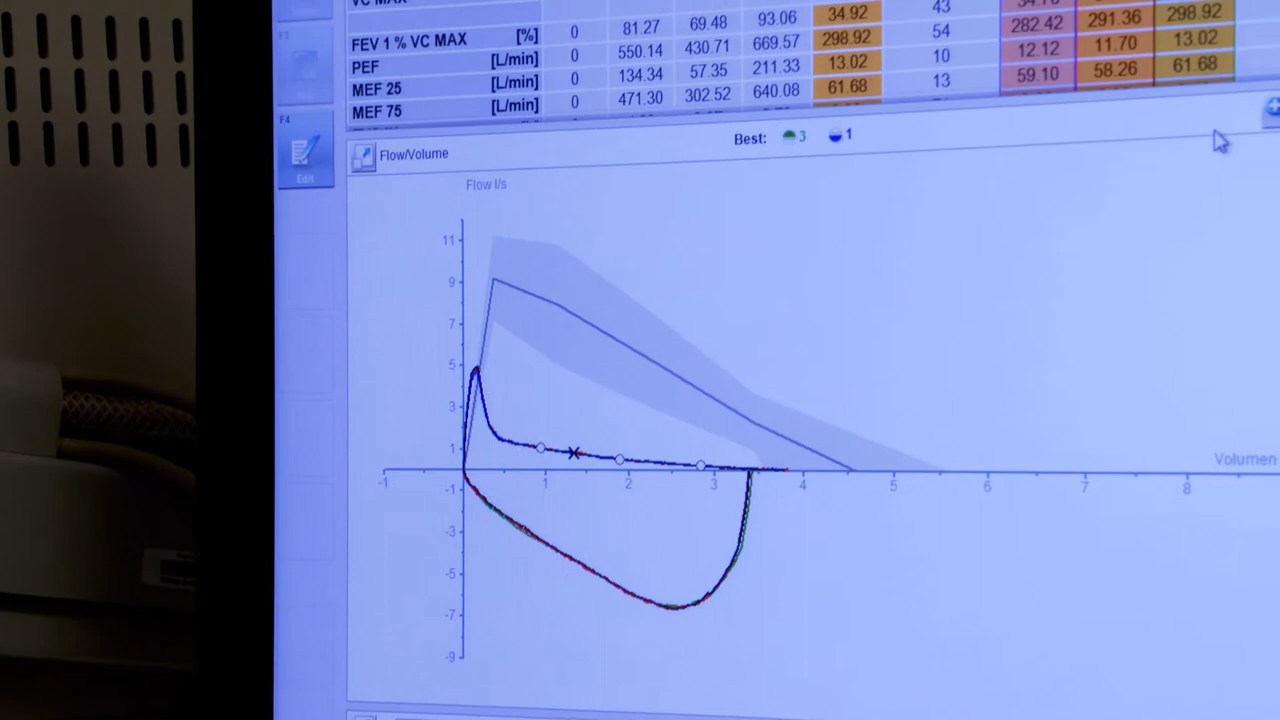 VC MAX
FEV 1 % VC MAX [%] 0 81.27 69.48 93.06 34.92 43
PEF [L/min] 0 550.14 430.71 669.57 298.92 54 282.42 291.36 298.92
MEF 25 [L/min] 0 134.34 57.35 211.33 13.02 10 12.12 11.70 13.02
MEF 75 [L/min] 0 471.30 302.52 640.08 61.68 13 59.10 58.26 61.68
F4
Edit
Best: 3 1
Flow/Volume
Flow l/s
11
9
7
5
3
1
-1 1 2 3 4 5 6 7 8
Volumen
-1
-3
-5
-7
-9